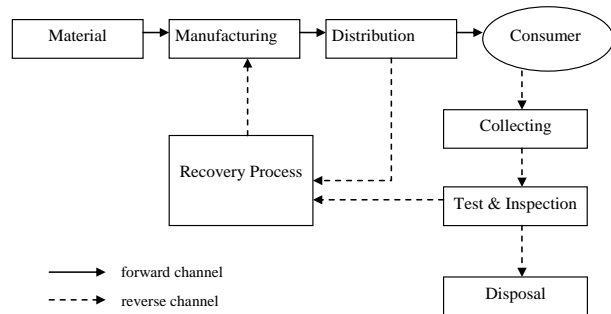 Material
Manufacturing
Distribution
Consumer
Collecting
Recovery Process
Test & Inspection
forward channel
reverse channel
Disposal